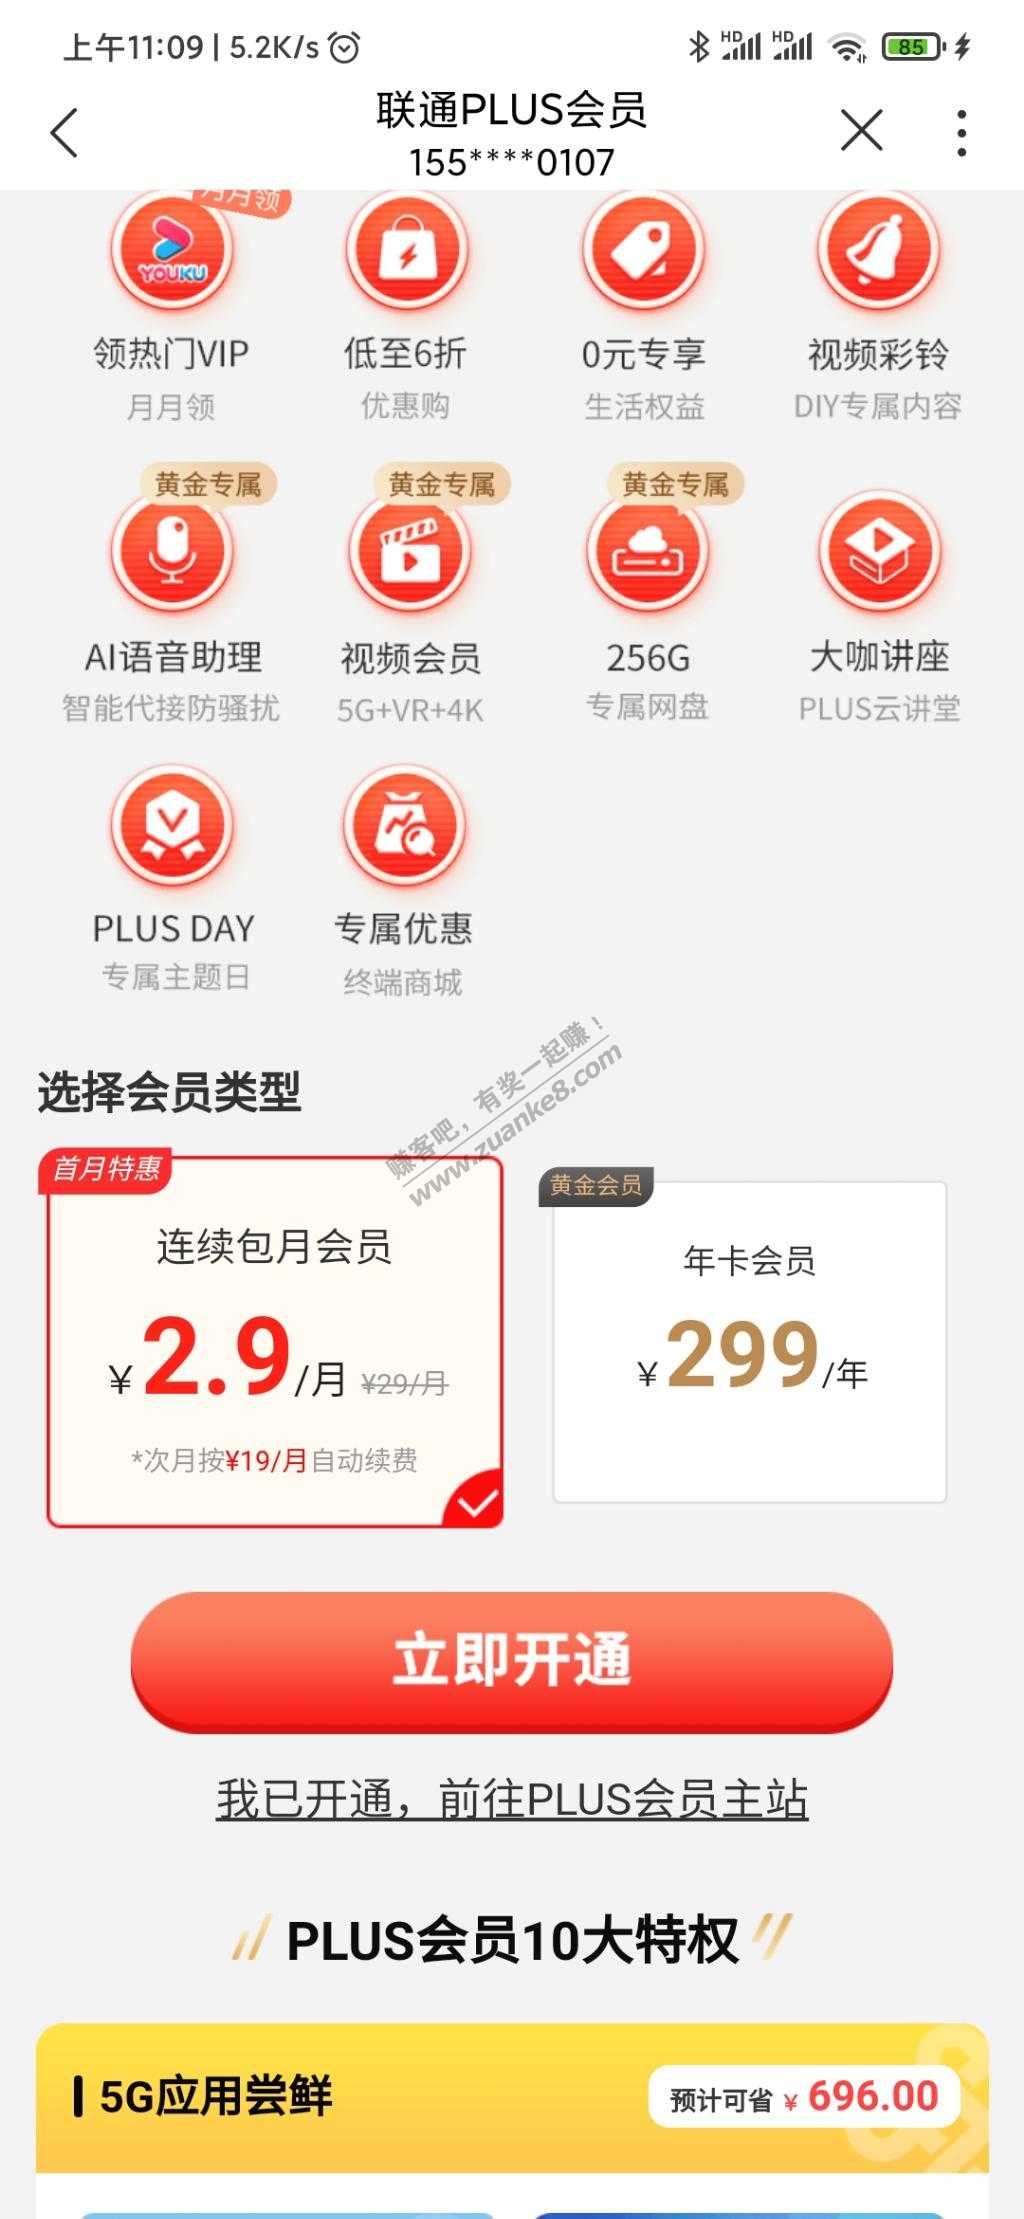 上午11:09 | 5.2K/s
HD HD 85
联通PLUS会员
155****0107
月月领
YOUKU
领热门VIP 低至6折 0元专享 视频彩铃
月月领 优惠购 生活权益 DIY专属内容
黄金专属 黄金专属 黄金专属
AI语音助理 视频会员 256G 大咖讲座
智能代接防骚扰 5G+VR+4K 专属网盘 PLUS云讲堂
PLUS DAY 专属优惠
专属主题日 终端商城
赚客吧，有奖一起赚！
www.zuanke8.com
选择会员类型
首月特惠
连续包月会员
¥2.9/月 ¥29/月
*次月按¥19/月自动续费
黄金会员
年卡会员
¥299/年
立即开通
我已开通，前往PLUS会员主站
PLUS会员10大特权
5G应用尝鲜
预计可省 ¥ 696.00